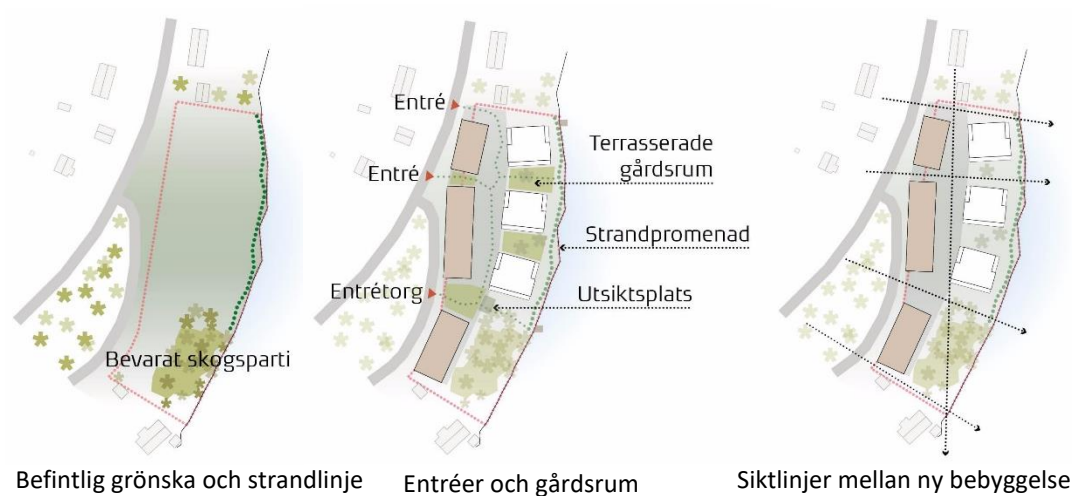 Entré
Terrasserade
gårdsrum
Entré
Strandpromenad
Entrétorg
Utsiktsplats
Bevarat skogsparti
Befintlig grönska och strandlinje
Entréer och gårdsrum
Siktlinjer mellan ny bebyggelse